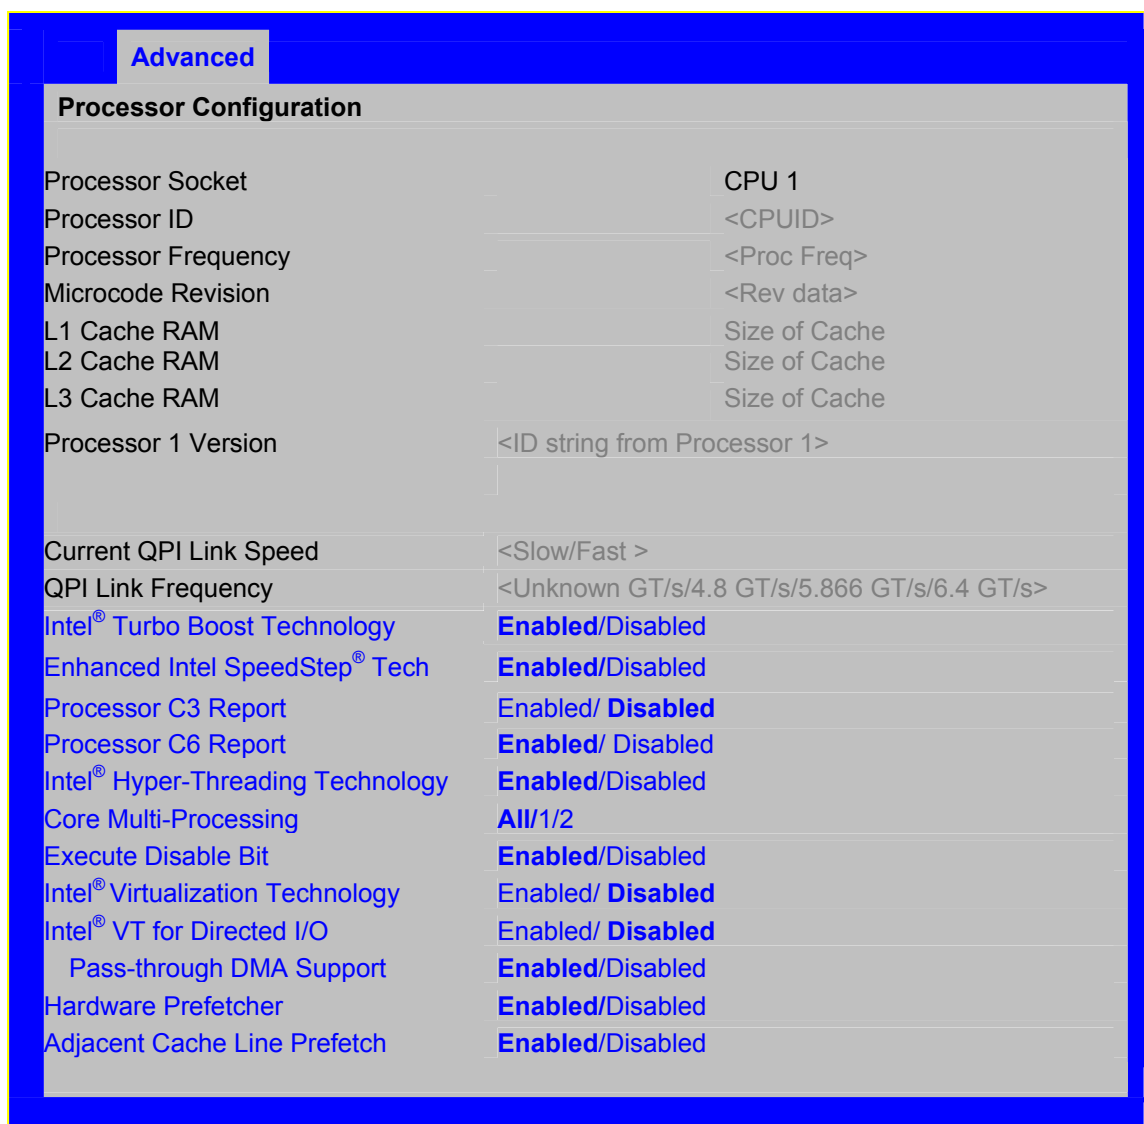 Advanced
Processor Configuration
Processor Socket CPU 1
Processor ID <CPUID>
Processor Frequency <Proc Freq>
Microcode Revision <Rev data>
L1 Cache RAM Size of Cache
L2 Cache RAM Size of Cache
L3 Cache RAM Size of Cache
Processor 1 Version <ID string from Processor 1>
Current QPI Link Speed <Slow/Fast >
QPI Link Frequency <Unknown GT/s/4.8 GT/s/5.866 GT/s/6.4 GT/s>
Intel® Turbo Boost Technology Enabled/Disabled
Enhanced Intel SpeedStep® Tech Enabled/Disabled
Processor C3 Report Enabled/ Disabled
Processor C6 Report Enabled/ Disabled
Intel® Hyper-Threading Technology Enabled/Disabled
Core Multi-Processing All/1/2
Execute Disable Bit Enabled/Disabled
Intel® Virtualization Technology Enabled/ Disabled
Intel® VT for Directed I/O Enabled/ Disabled
Pass-through DMA Support Enabled/Disabled
Hardware Prefetcher Enabled/Disabled
Adjacent Cache Line Prefetch Enabled/Disabled